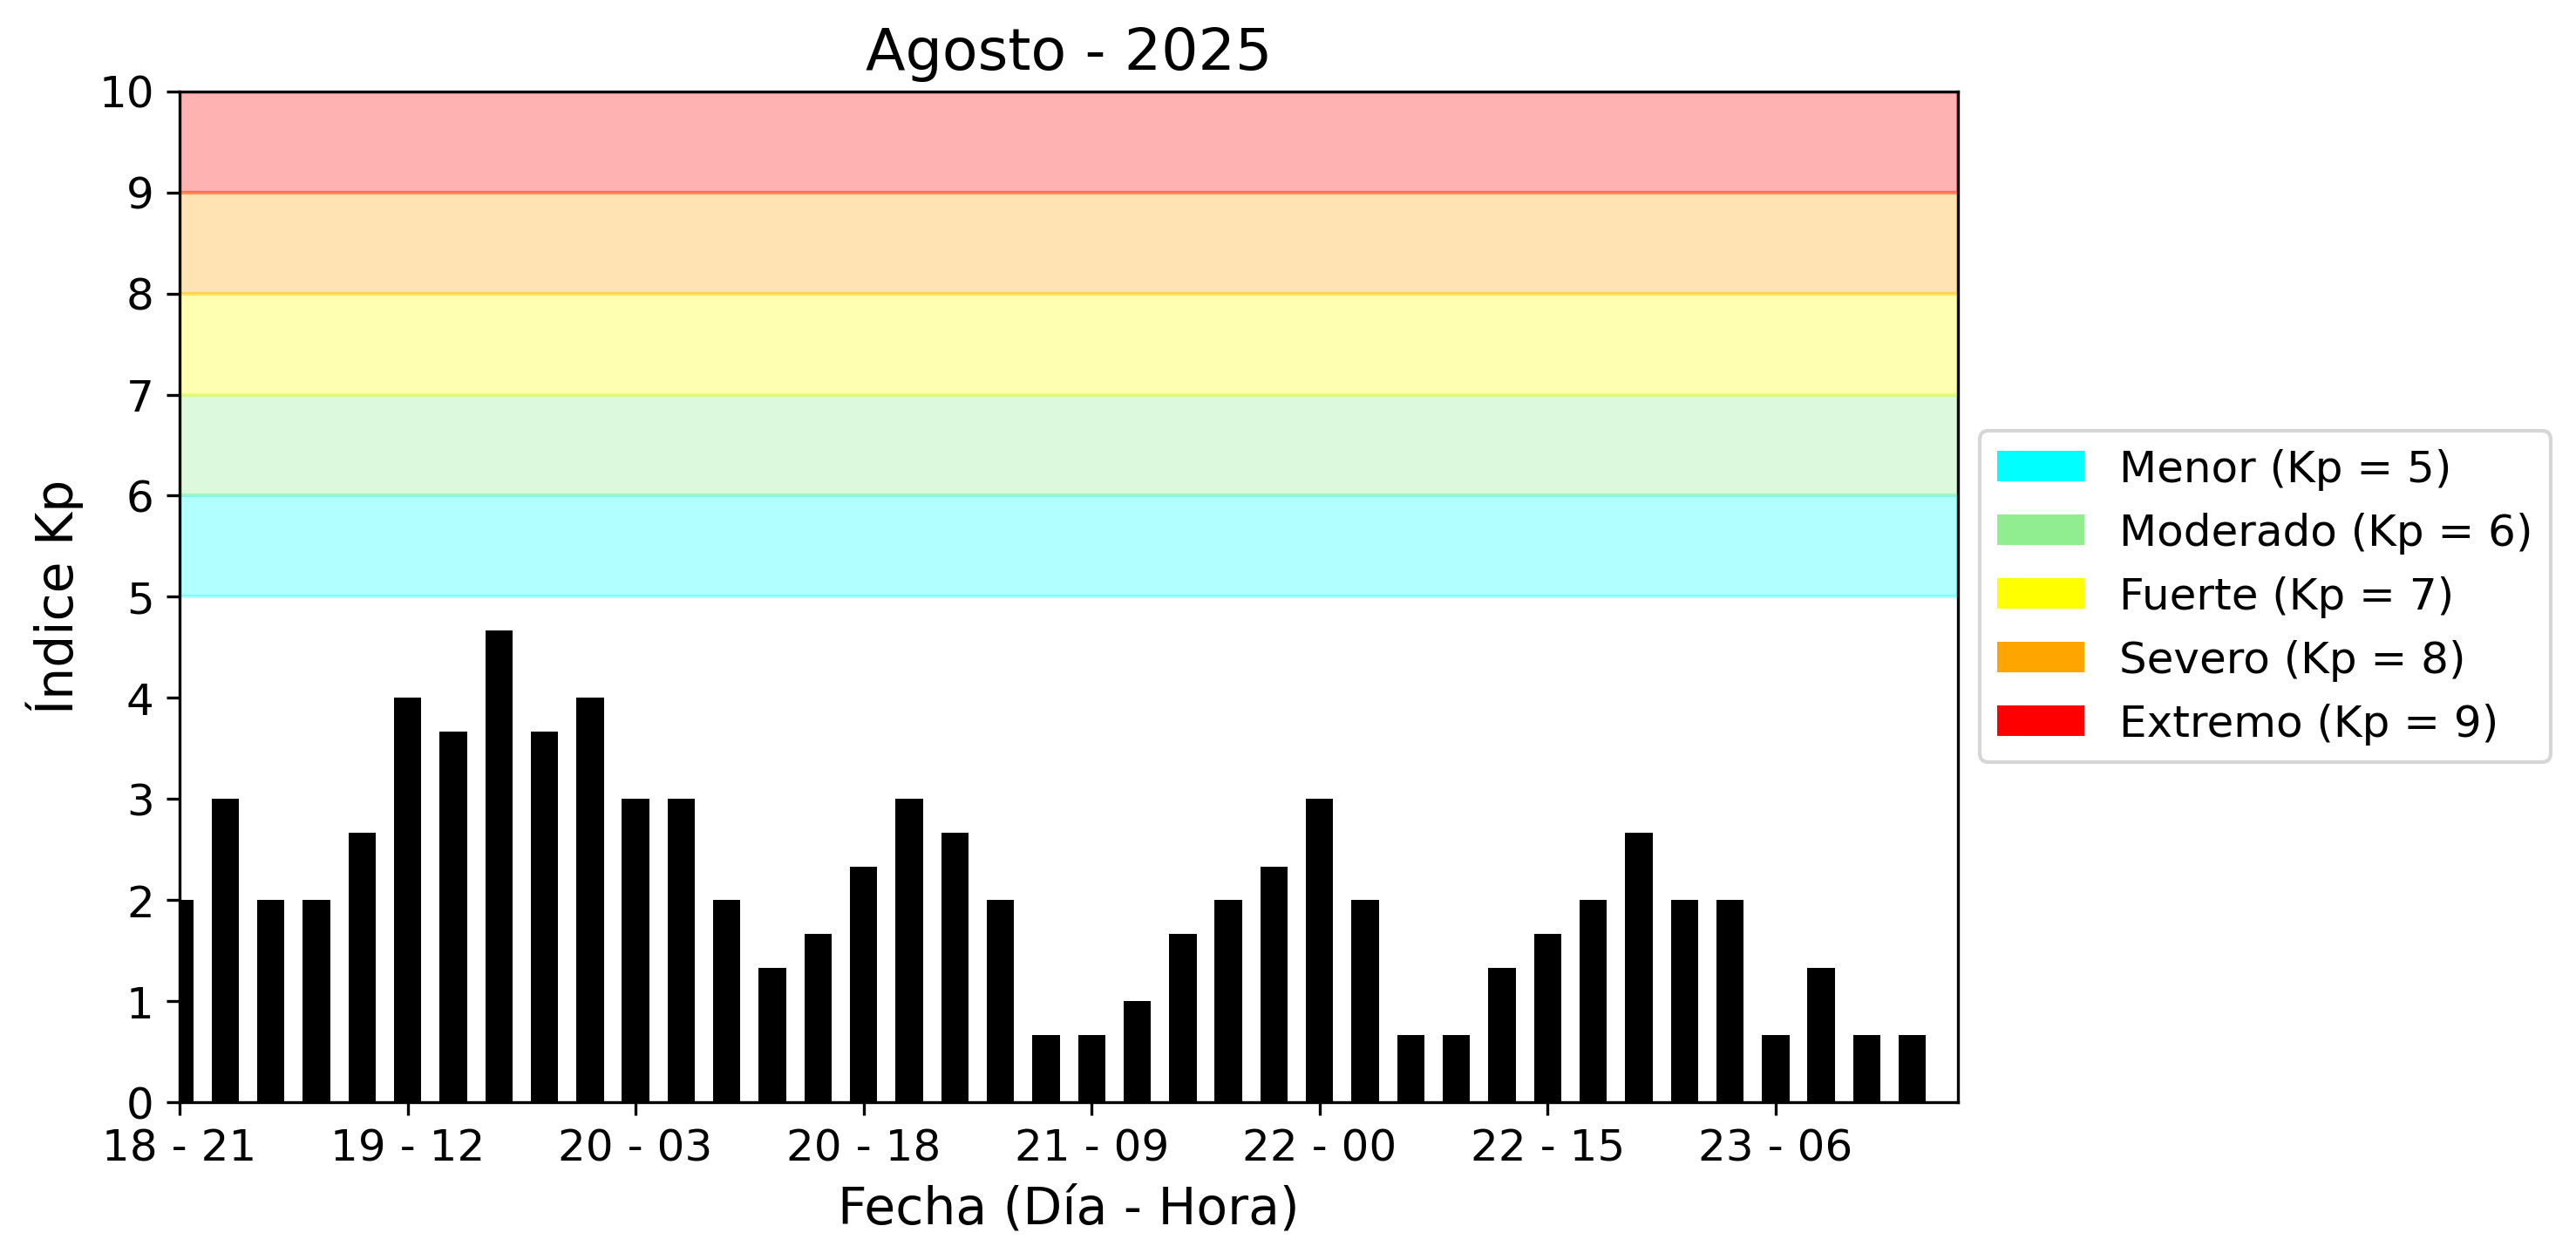 Agosto - 2025
10
9
8
7
6
5
4
3
2
1
0
Índice Kp
18 - 21
19 - 12
20 - 03
20 - 18
21 - 09
22 - 00
22 - 15
23 - 06
Fecha (Día - Hora)
Menor (Kp = 5)
Moderado (Kp = 6)
Fuerte (Kp = 7)
Severo (Kp = 8)
Extremo (Kp = 9)